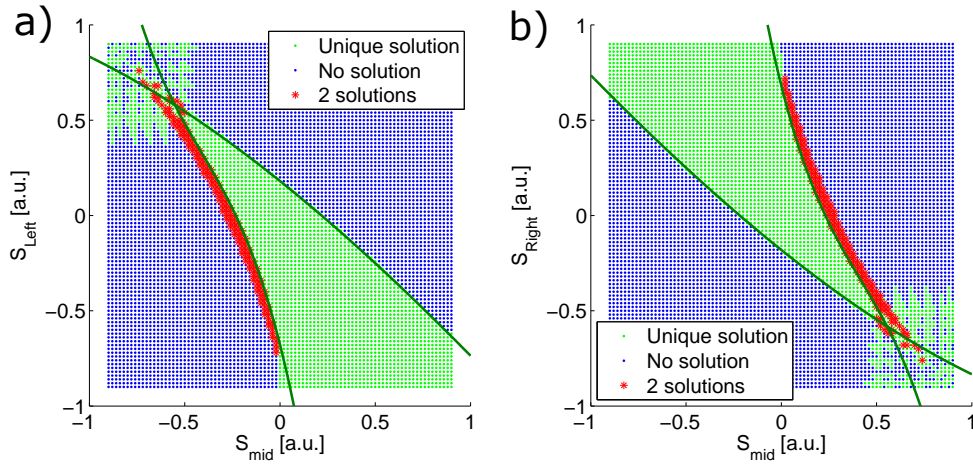 a)
1
0.5
0
−0.5
−1
−1
−0.5
0
0.5
1
S_Left [a.u.]
S_mid [a.u.]
Unique solution
No solution
2 solutions
b)
1
0.5
0
−0.5
−1
−1
−0.5
0
0.5
1
S_Right [a.u.]
S_mid [a.u.]
Unique solution
No solution
2 solutions